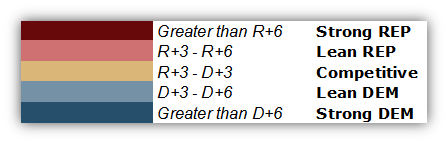 Greater than R+6 Strong REP
R+3 - R+6 Lean REP
R+3 - D+3 Competitive
D+3 - D+6 Lean DEM
Greater than D+6 Strong DEM